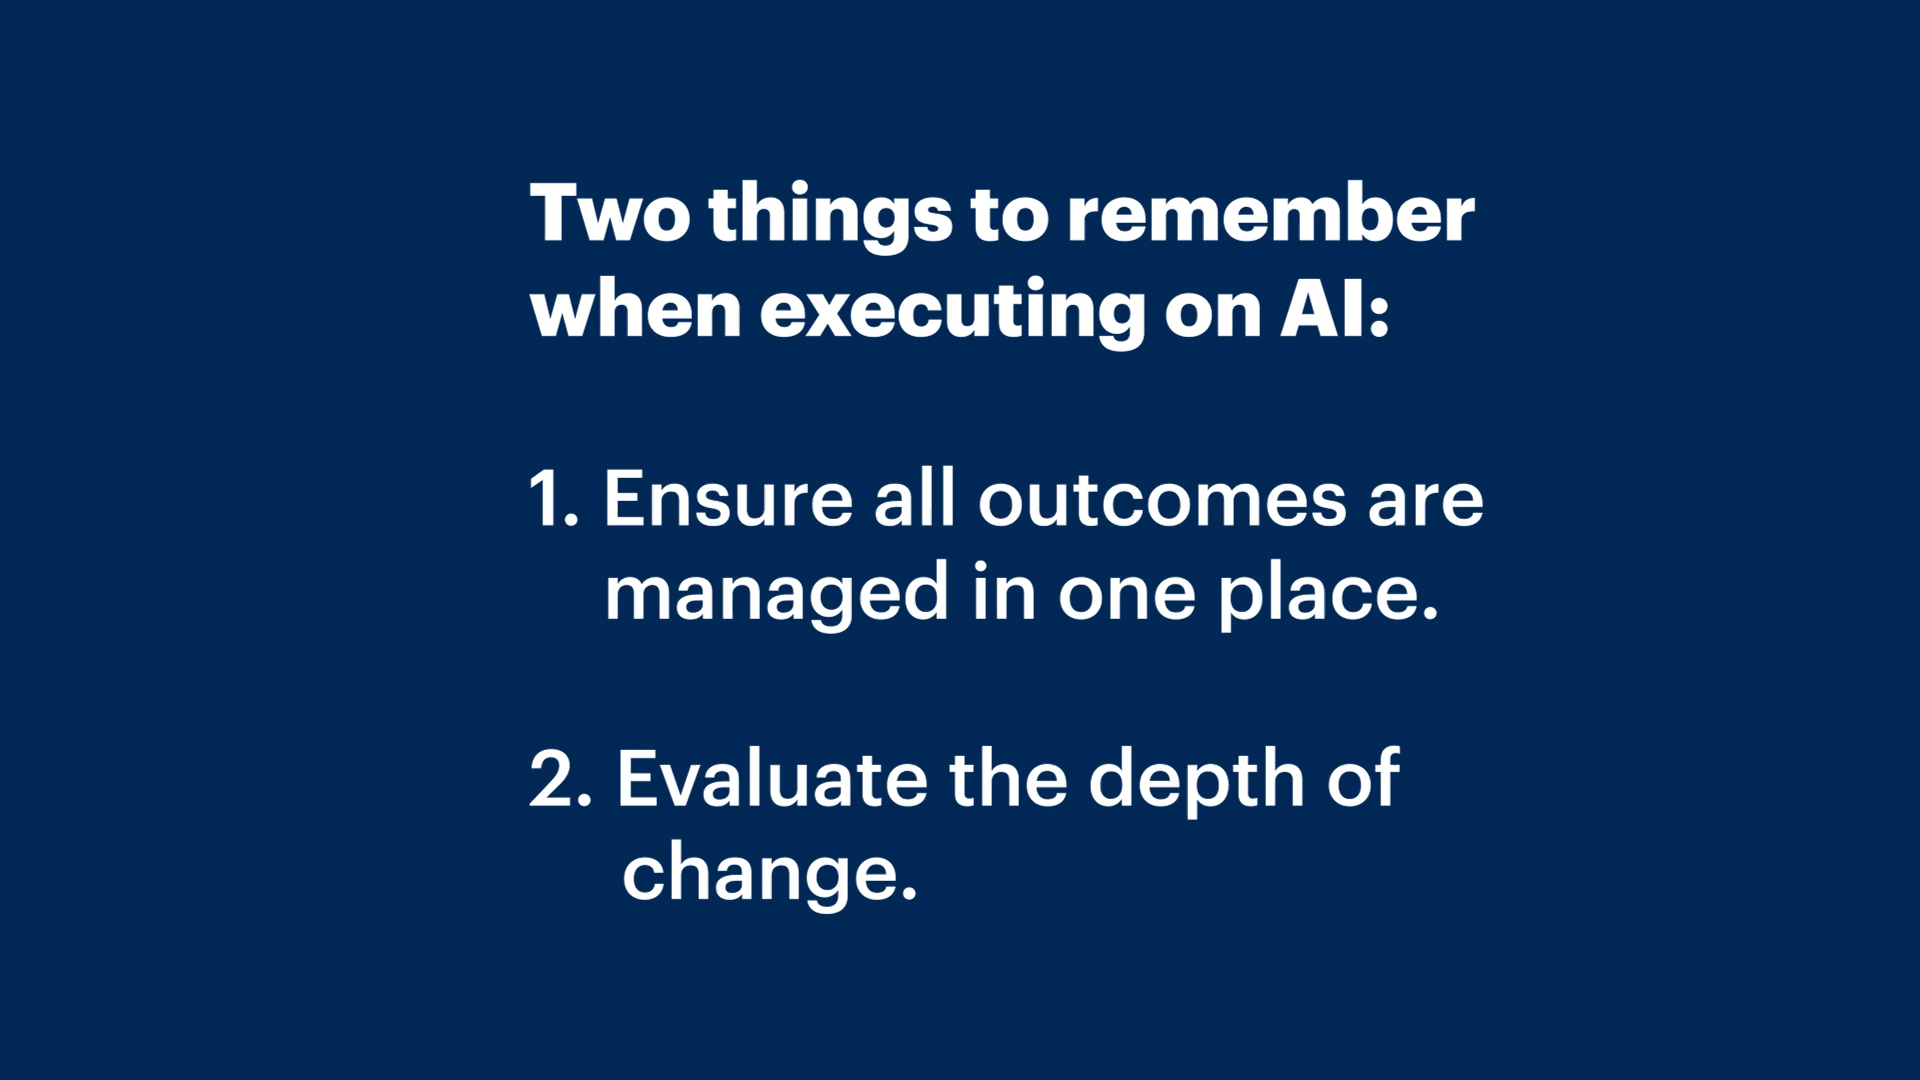 Two things to remember
when executing on AI:
1. Ensure all outcomes are
managed in one place.
2. Evaluate the depth of
change.